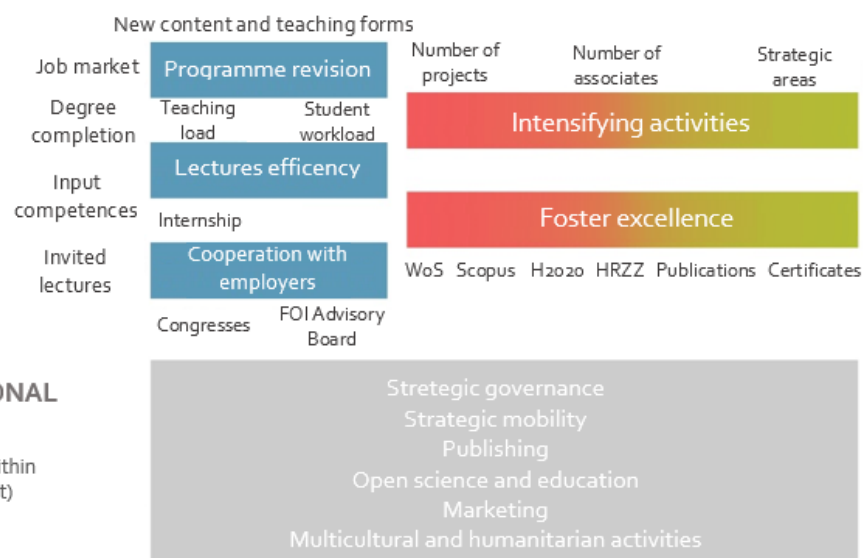 New content and teaching forms
Job market
Programme revision
Number of
projects
Number of
associates
Strategic
areas
Degree
completion
Teaching
load
Student
workload
Intensifying activities
Lectures efficency
Input
competences
Internship
Foster excellence
Invited
lectures
Cooperation with
employers
WoS Scopus H2020 HRZZ Publications Certificates
Congresses
FOI Advisory
Board
ONAL
ithin
t)
Stretegic governance
Strategic mobility
Publishing
Open science and education
Marketing
Multicultural and humanitarian activities